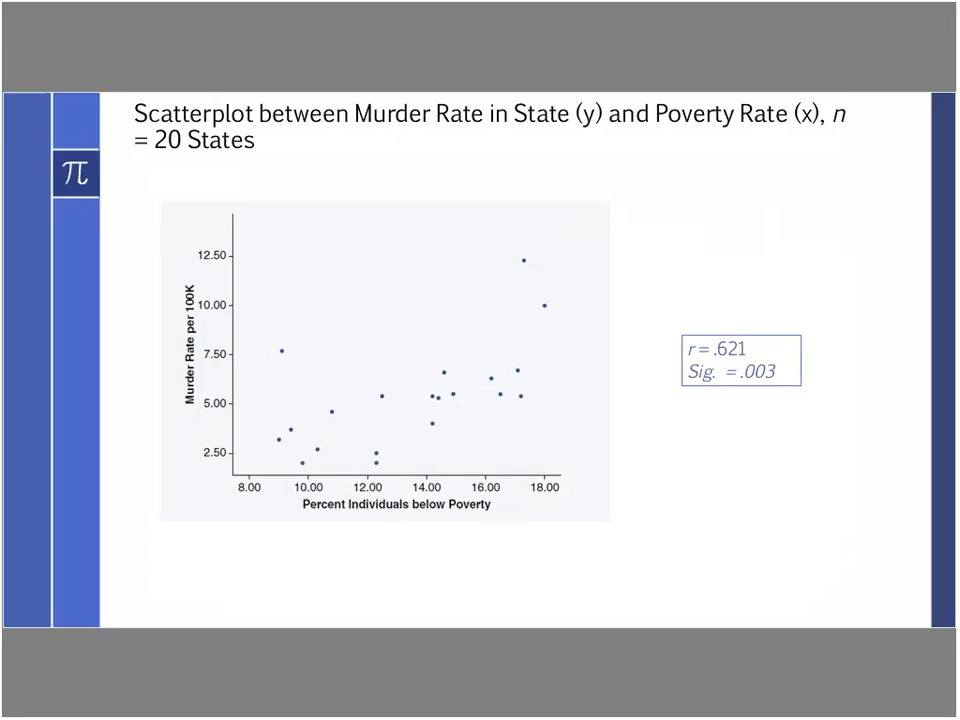 Scatterplot between Murder Rate in State (y) and Poverty Rate (x), n
= 20 States
π
12.50
10.00
7.50
5.00
2.50
Murder Rate per 100K
8.00 10.00 12.00 14.00 16.00 18.00
Percent Individuals below Poverty
r = .621
Sig. = .003